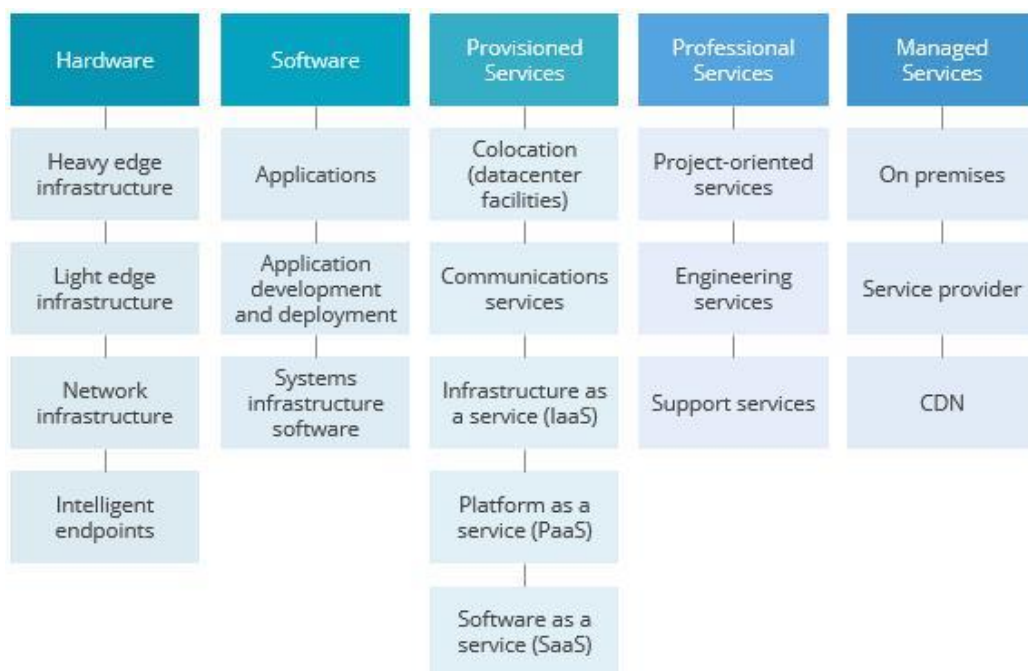 Hardware
Heavy edge
infrastructure
Light edge
infrastructure
Network
infrastructure
Intelligent
endpoints
Software
Applications
Application
development
and deployment
Systems
infrastructure
software
Provisioned
Services
Colocation
(datacenter
facilities)
Communications
services
Infrastructure as
a service (IaaS)
Platform as a
service (PaaS)
Software as a
service (SaaS)
Professional
Services
Project-oriented
services
Engineering
services
Support services
Managed
Services
On premises
Service provider
CDN